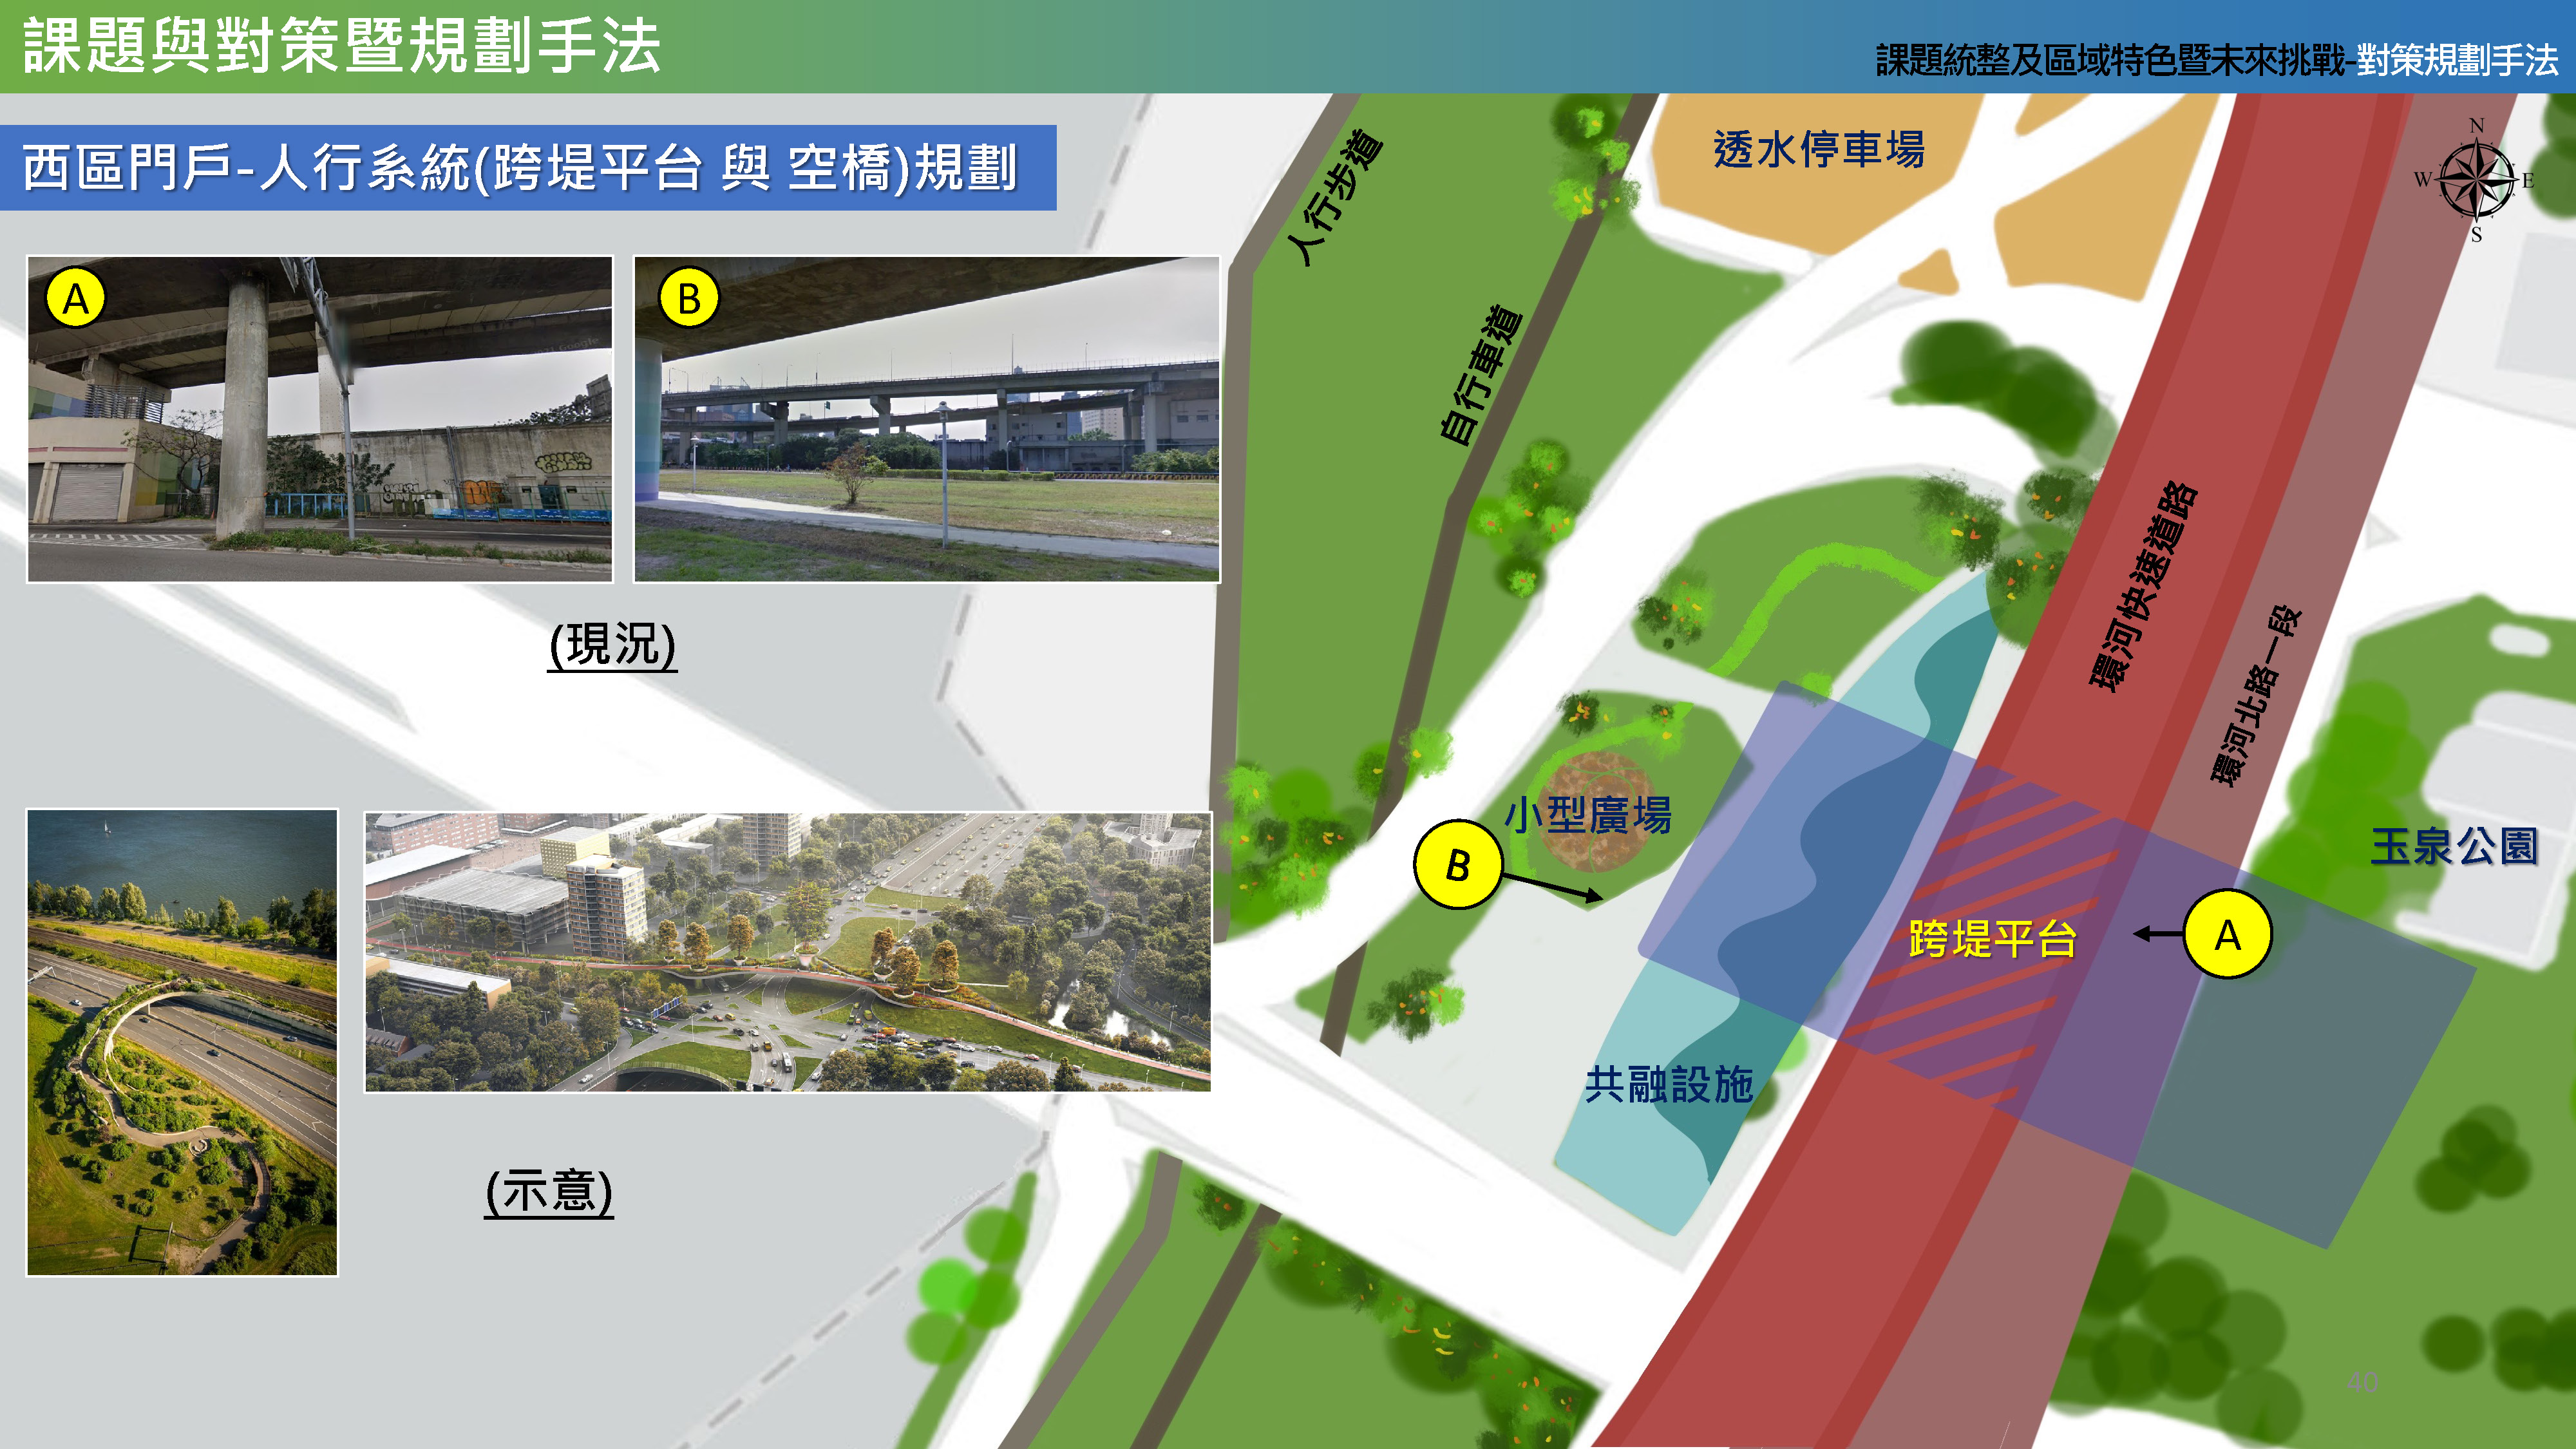 課題與對策暨規劃手法
課題統整及區域特色暨未來挑戰-對策規劃手法
西區門戶-人行系統(跨堤平台 與 空橋)規劃
A
B
(現況)
(示意)
人行步道
自行車道
透水停車場
N
W
E
S
環河快速道路
環河北路一段
小型廣場
B
玉泉公園
跨堤平台
A
共融設施
40